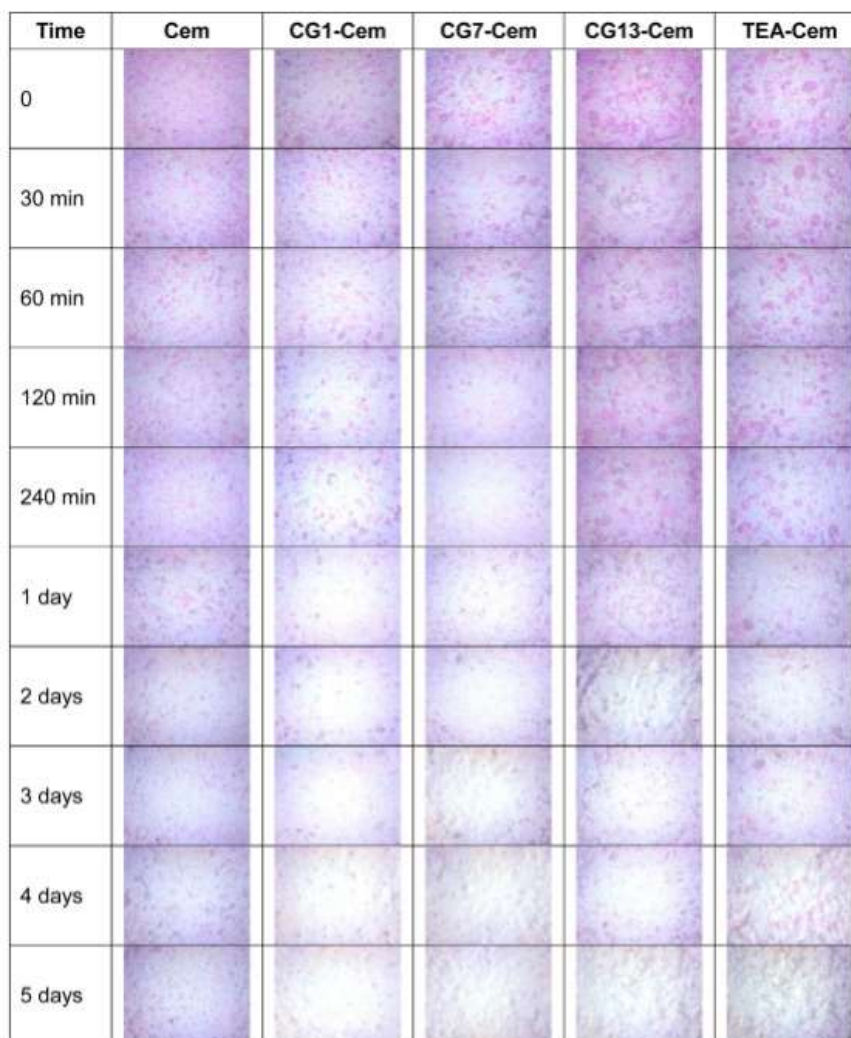 Time Cem CG1-Cem CG7-Cem CG13-Cem TEA-Cem
0
30 min
60 min
120 min
240 min
1 day
2 days
3 days
4 days
5 days